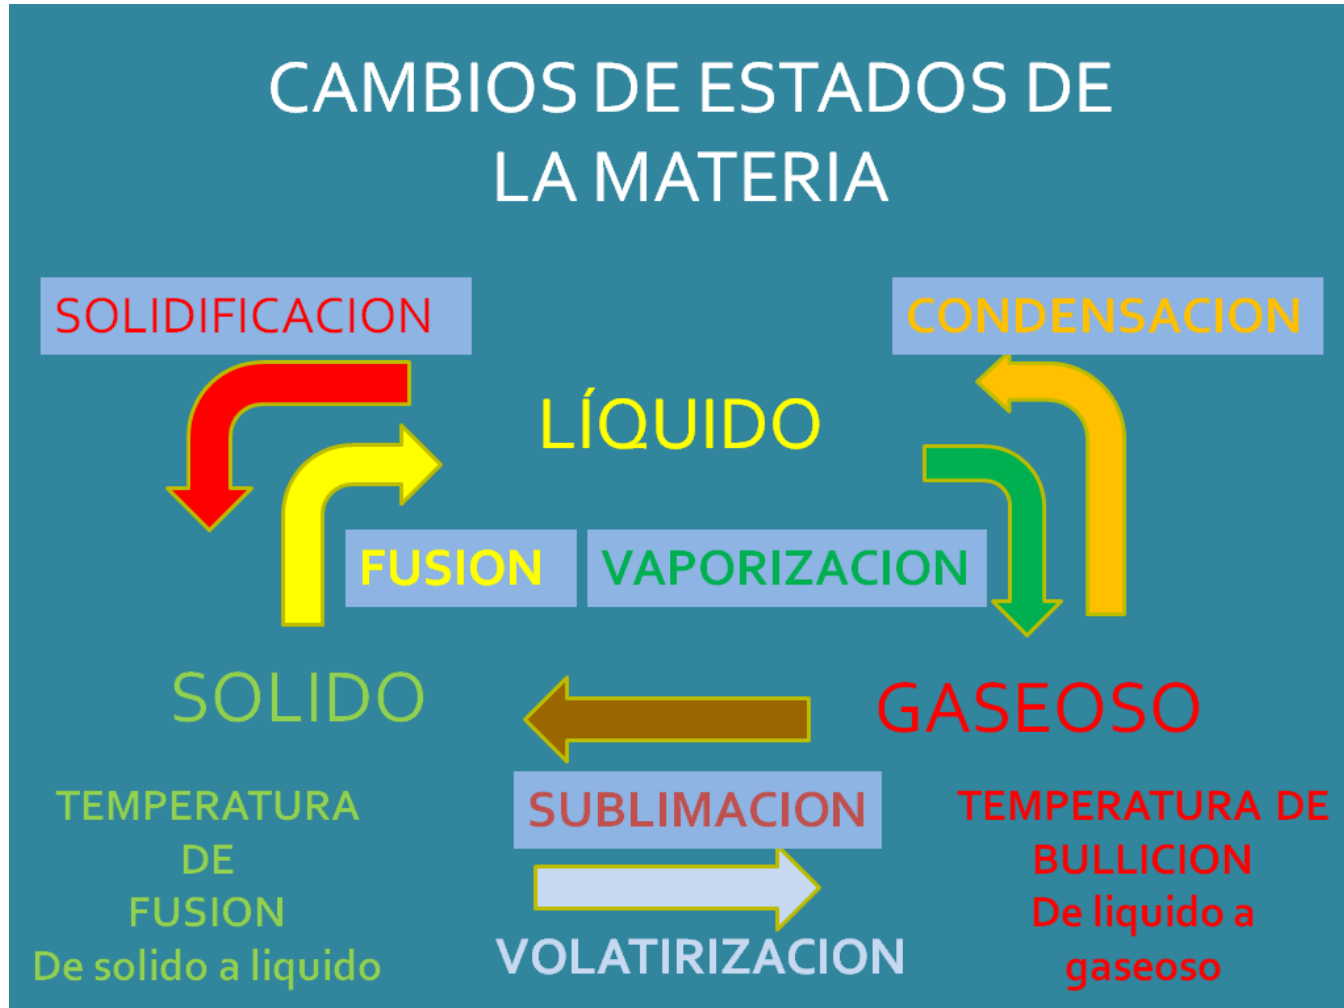 CAMBIOS DE ESTADOS DE
LA MATERIA
SOLIDIFICACION
CONDENSACION
LÍQUIDO
FUSION
VAPORIZACION
SOLIDO
GASEOSO
SUBLIMACION
VOLATIRIZACION
TEMPERATURA
DE
FUSION
De solido a liquido
TEMPERATURA DE
BULLICION
De liquido a
gaseoso